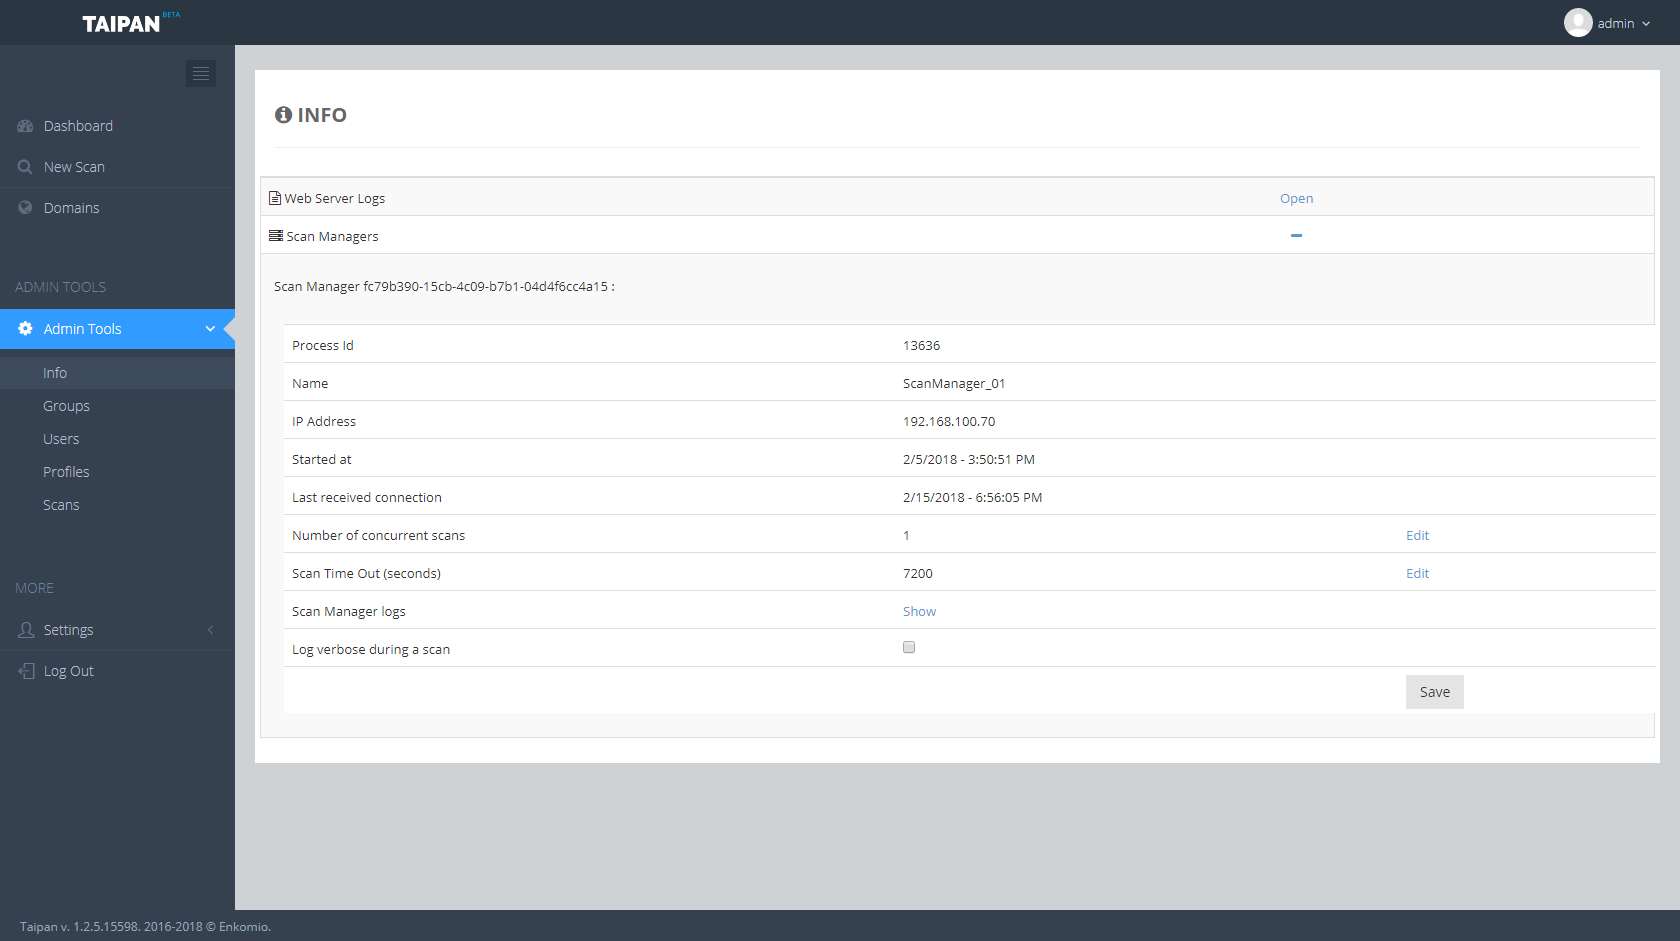 TAIPAN BETA
admin
Dashboard
New Scan
Domains
ADMIN TOOLS
Admin Tools
Info
Groups
Users
Profiles
Scans
MORE
Settings
Log Out
INFO
Web Server Logs Open
Scan Managers
Scan Manager fc79b390-15cb-4c09-b7b1-04d4f6cc4a15 :
Process Id 13636
Name ScanManager_01
IP Address 192.168.100.70
Started at 2/5/2018 - 3:50:51 PM
Last received connection 2/15/2018 - 6:56:05 PM
Number of concurrent scans 1 Edit
Scan Time Out (seconds) 7200 Edit
Scan Manager logs Show
Log verbose during a scan
Save
Taipan v. 1.2.5.15598. 2016-2018 © Enkomio.